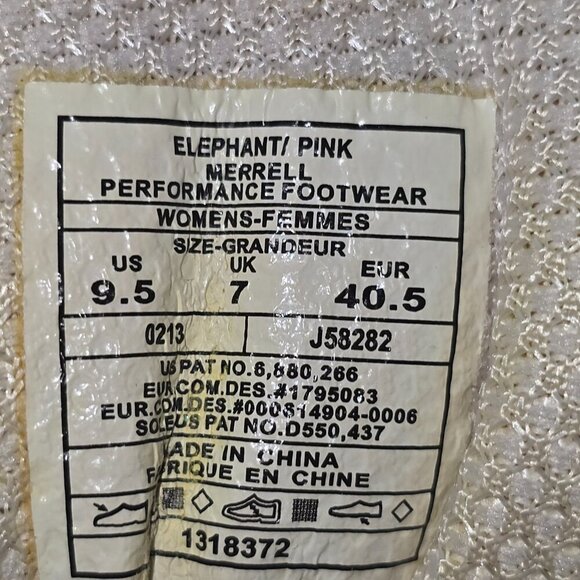 ELEPHANT/ PINK
MERRELL
PERFORMANCE FOOTWEAR
WOMENS-FEMMES
SIZE-GRANDEUR
US UK EUR
9.5 7 40.5
0213 J58282
US PAT NO.6,880,266
EUR.COM.DES.#1795083
EUR.COM.DES.#000814904-0006
SOLE:US PAT NO.D550,437
MADE IN CHINA
FABRIQUE EN CHINE
1318372